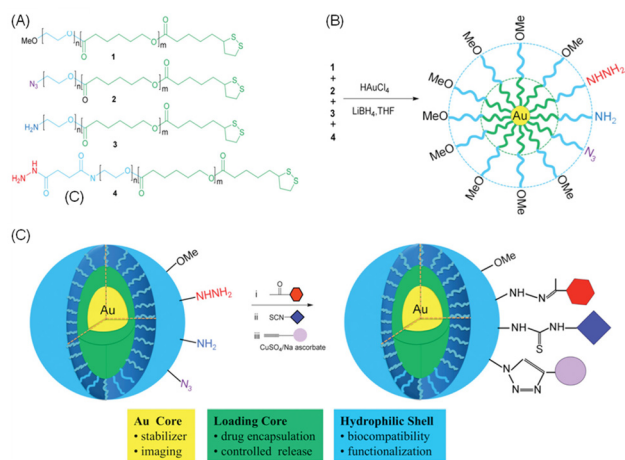 (A)
MeO O n O O m O S S
1
N3 O n O O m O S S
2
H2N O n O O m O S S
3
H2N N H O O N O n O O m O S S
4
(C)
(B)
1
+
2
+
3
+
4
HAuCl4
LiBH4.THF
Au
MeO
MeO
MeO
MeO
MeO
OMe
OMe
OMe
NHNH2
NH2
N3
(C)
Au
OMe
NHNH2
NH2
N3
i O
ii SCN
iii
CuSO4/Na ascorbate
Au
OMe
NH N
NH NH
S
N N N
Au Core
• stabilizer
• imaging
Loading Core
• drug encapsulation
• controlled release
Hydrophilic Shell
• biocompatibility
• functionalization